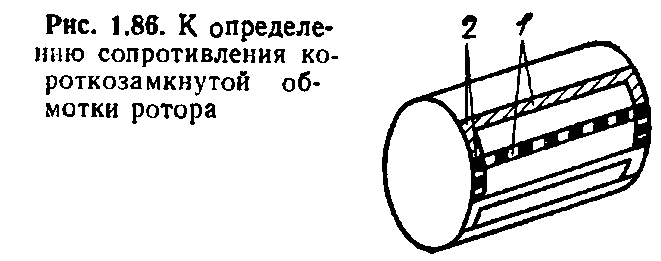 Рис. 1.86. К определе-
нию сопротивления ко-
роткозамкнутой об-
мотки ротора
2 1